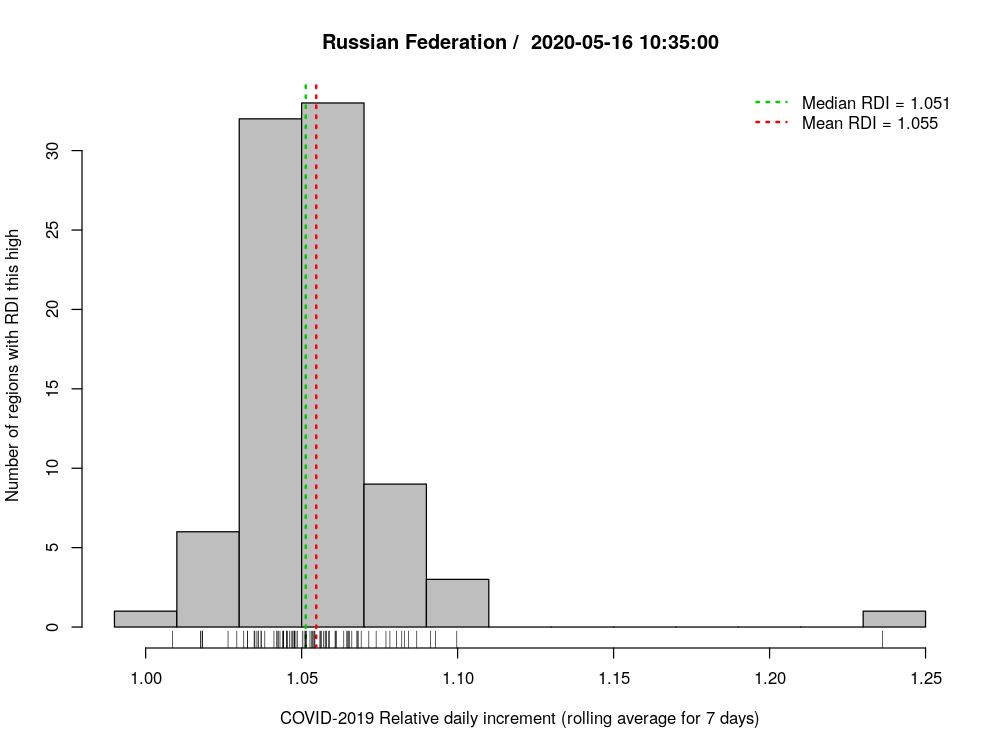 Russian Federation /  2020-05-16 10:35:00
Median RDI = 1.051
Mean RDI = 1.055
Number of regions with RDI this high
30
25
20
15
10
5
0
1.00 1.05 1.10 1.15 1.20 1.25
COVID-2019 Relative daily increment (rolling average for 7 days)